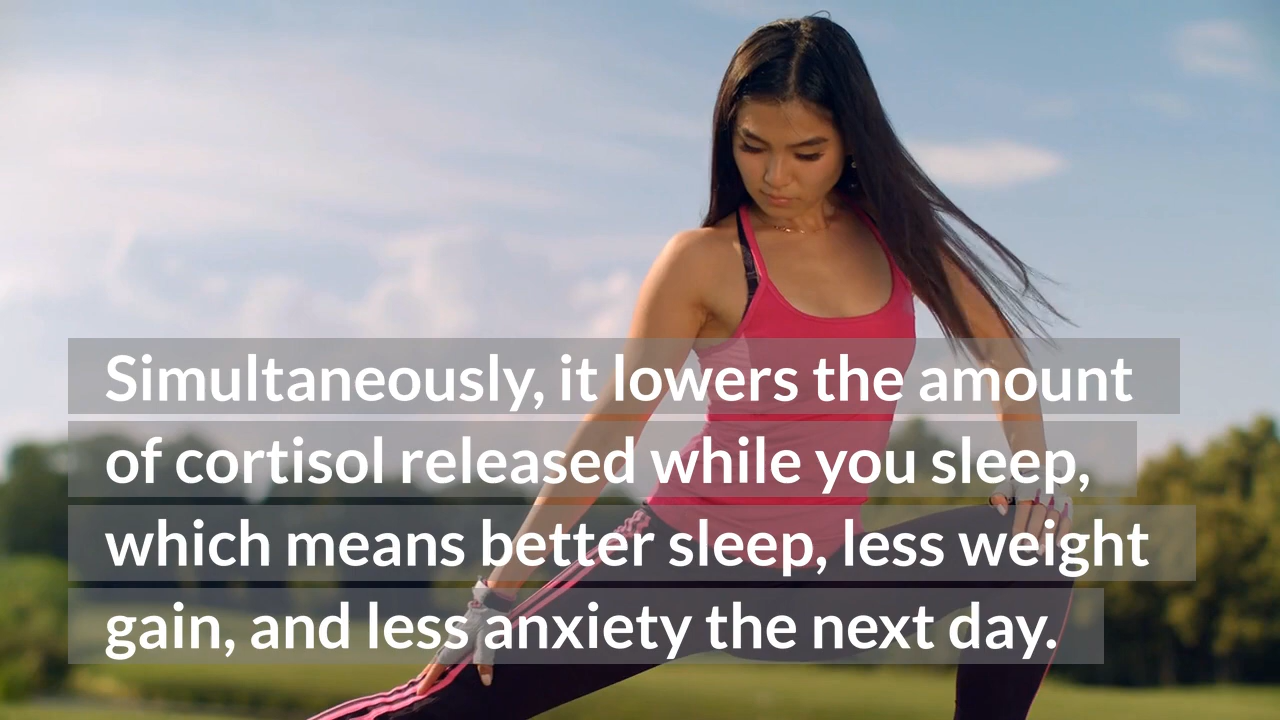 Simultaneously, it lowers the amount
of cortisol released while you sleep,
which means better sleep, less weight
gain, and less anxiety the next day.